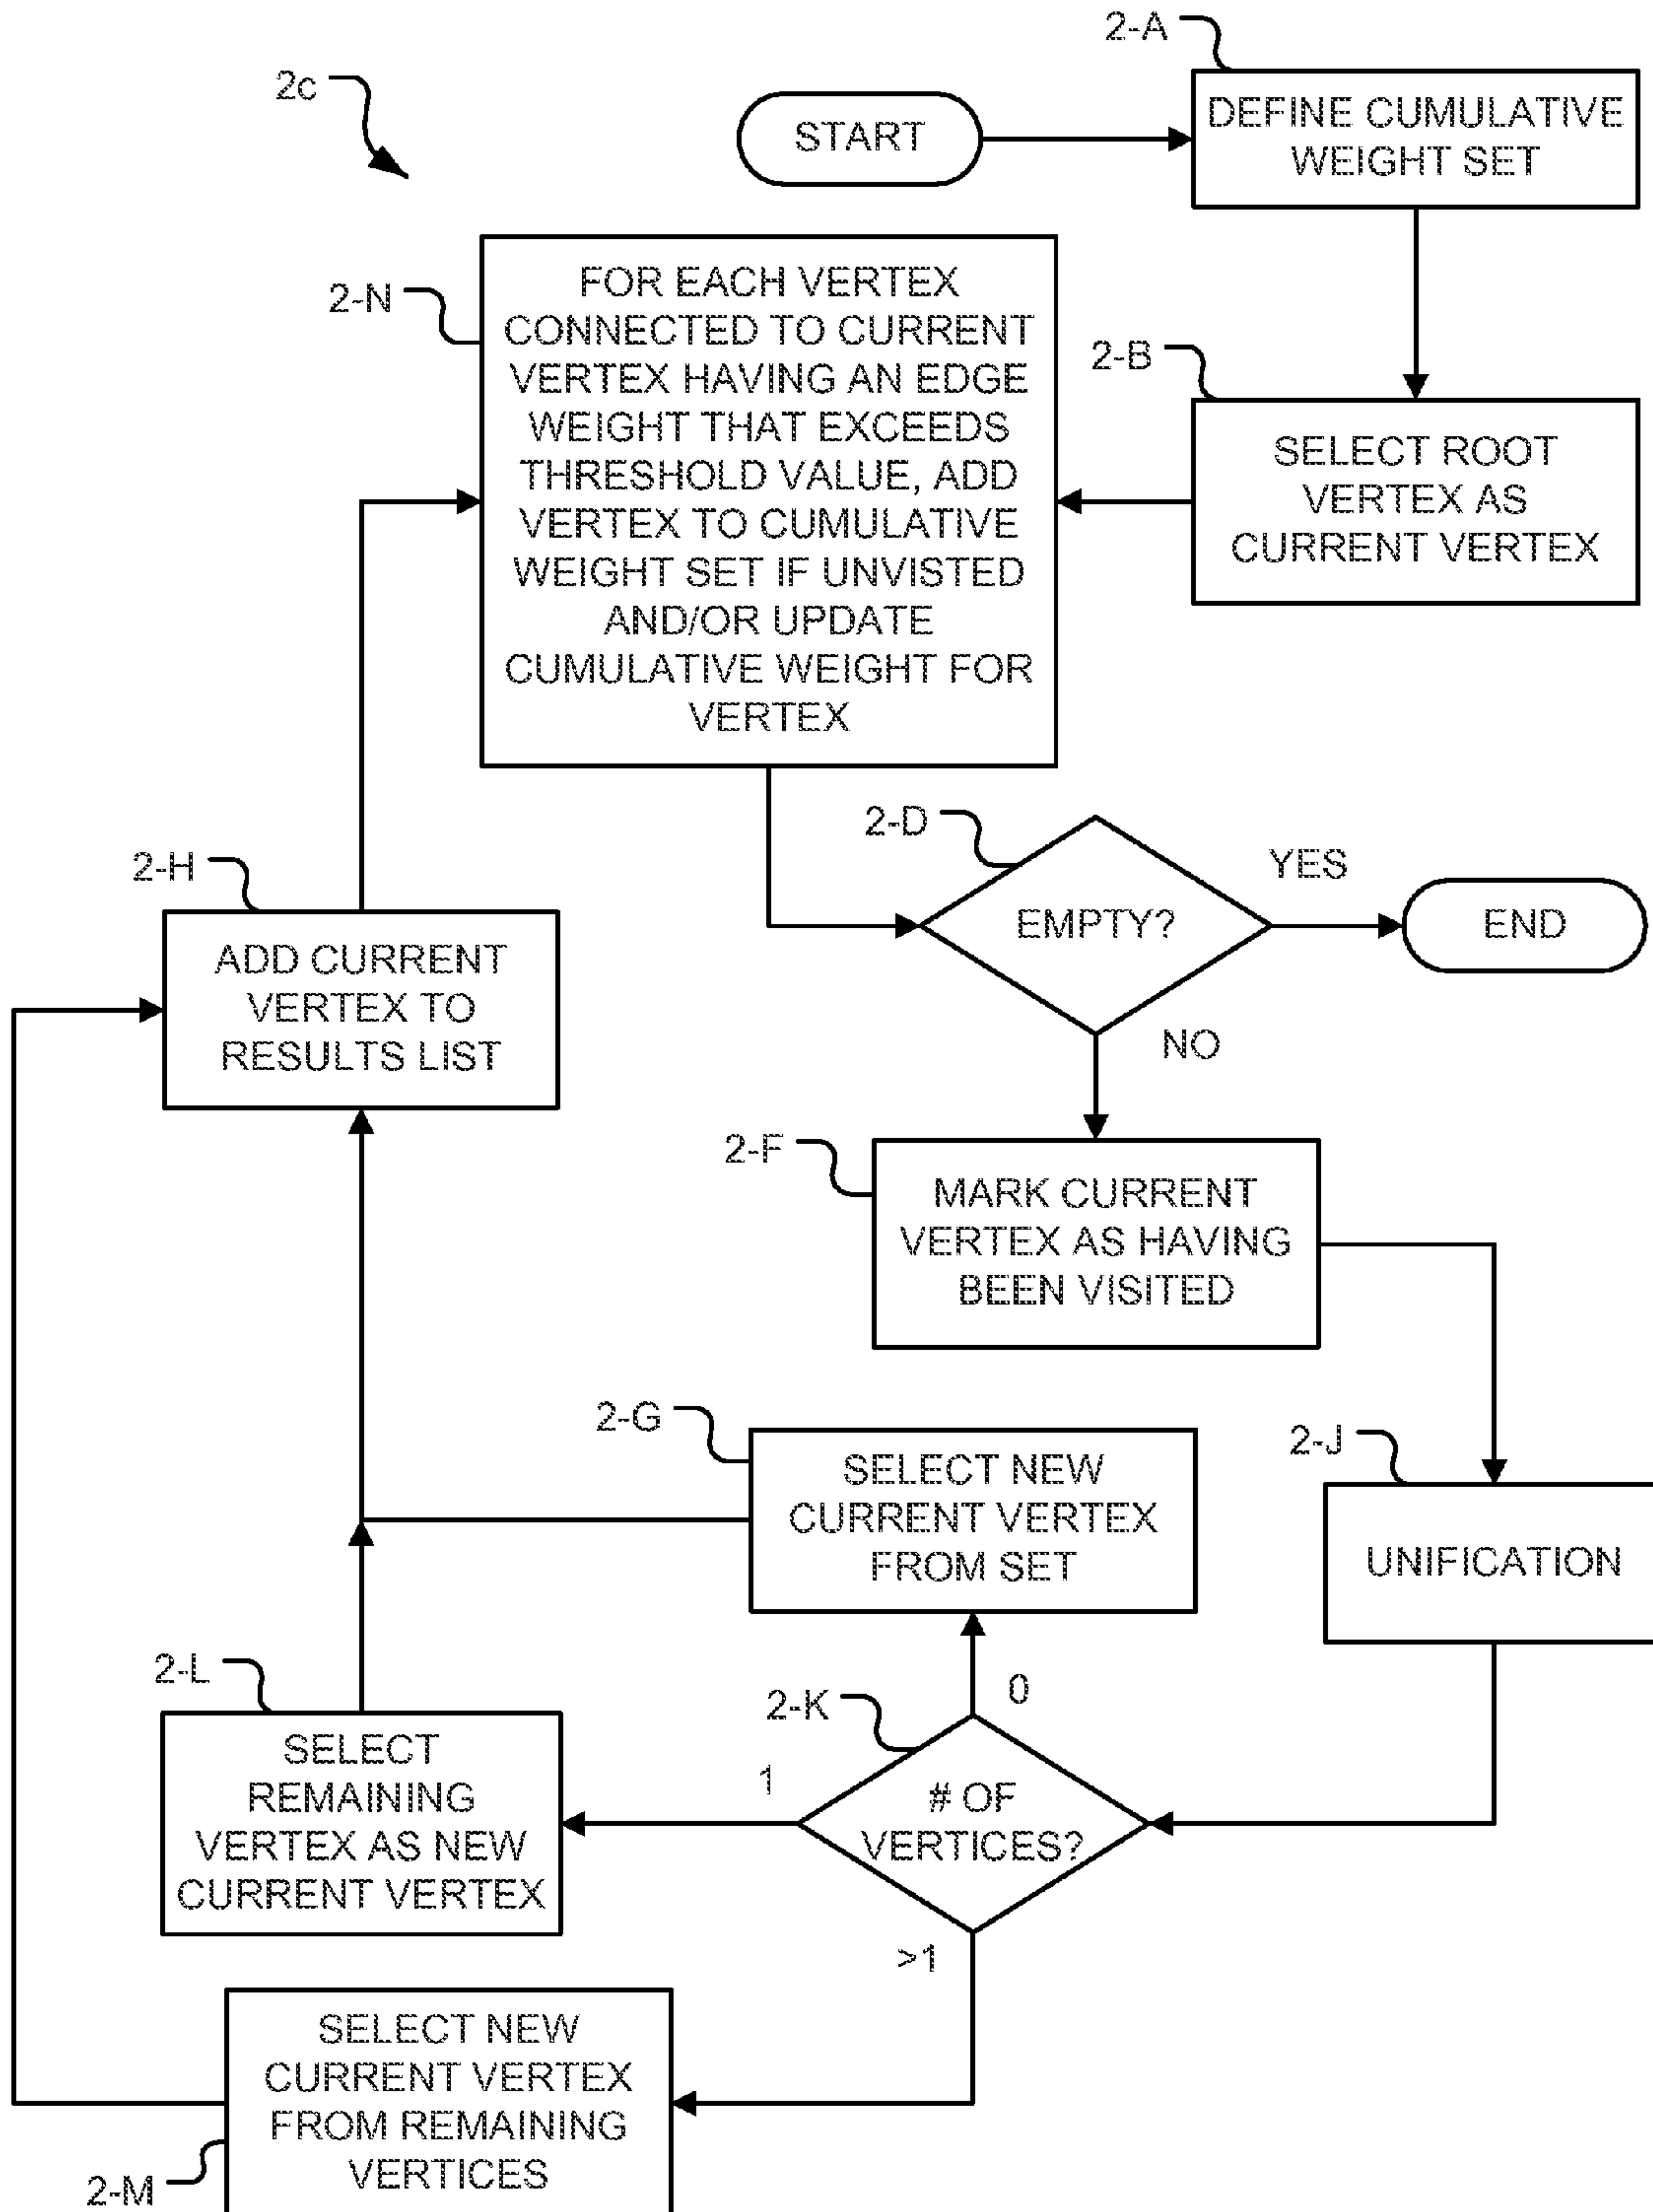 2-A
2c
START
DEFINE CUMULATIVE
WEIGHT SET
2-N
FOR EACH VERTEX
CONNECTED TO CURRENT
VERTEX HAVING AN EDGE
WEIGHT THAT EXCEEDS
THRESHOLD VALUE, ADD
VERTEX TO CUMULATIVE
WEIGHT SET IF UNVISTED
AND/OR UPDATE
CUMULATIVE WEIGHT FOR
VERTEX
2-B
SELECT ROOT
VERTEX AS
CURRENT VERTEX
2-D
EMPTY?
YES
END
NO
2-H
ADD CURRENT
VERTEX TO
RESULTS LIST
2-F
MARK CURRENT
VERTEX AS HAVING
BEEN VISITED
2-G
SELECT NEW
CURRENT VERTEX
FROM SET
2-J
UNIFICATION
2-L
SELECT
REMAINING
VERTEX AS NEW
CURRENT VERTEX
2-K
0
1
# OF
VERTICES?
>1
SELECT NEW
CURRENT VERTEX
FROM REMAINING
VERTICES
2-M